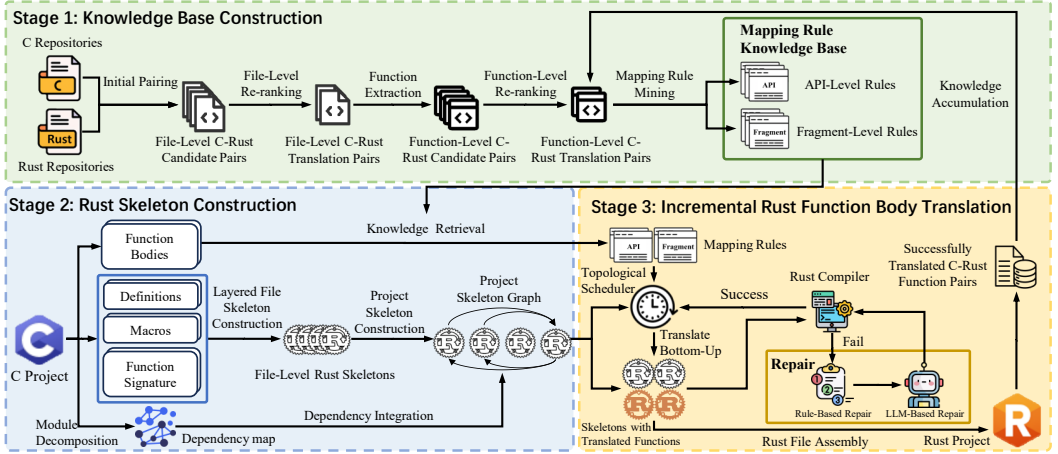 Stage 1: Knowledge Base Construction
C Repositories
C
Rust
Rust Repositories
Initial Pairing
File-Level C-Rust
Candidate Pairs
File-Level
Re-ranking
File-Level C-Rust
Translation Pairs
Function
Extraction
Function-Level C-
Rust Candidate Pairs
Function-Level
Re-ranking
Function-Level C-
Rust Translation Pairs
Mapping Rule
Mining
Mapping Rule
Knowledge Base
API
API-Level Rules
Fragment
Fragment-Level Rules
Knowledge
Accumulation
Stage 2: Rust Skeleton Construction
C
C Project
Function
Bodies
Knowledge Retrieval
Definitions
Macros
Function
Signature
Layered File
Skeleton
Construction
File-Level Rust Skeletons
Project
Skeleton
Construction
Project
Skeleton Graph
Module
Decomposition
Dependency map
Dependency Integration
Stage 3: Incremental Rust Function Body Translation
API
Fragment
Mapping Rules
Topological
Scheduler
Success
Translate
Bottom-Up
Skeletons with
Translated Functions
Rust Compiler
Fail
Repair
1
2
3
Rule-Based Repair
LLM-Based Repair
Successfully
Translated C-Rust
Function Pairs
Rust File Assembly
R
Rust Project